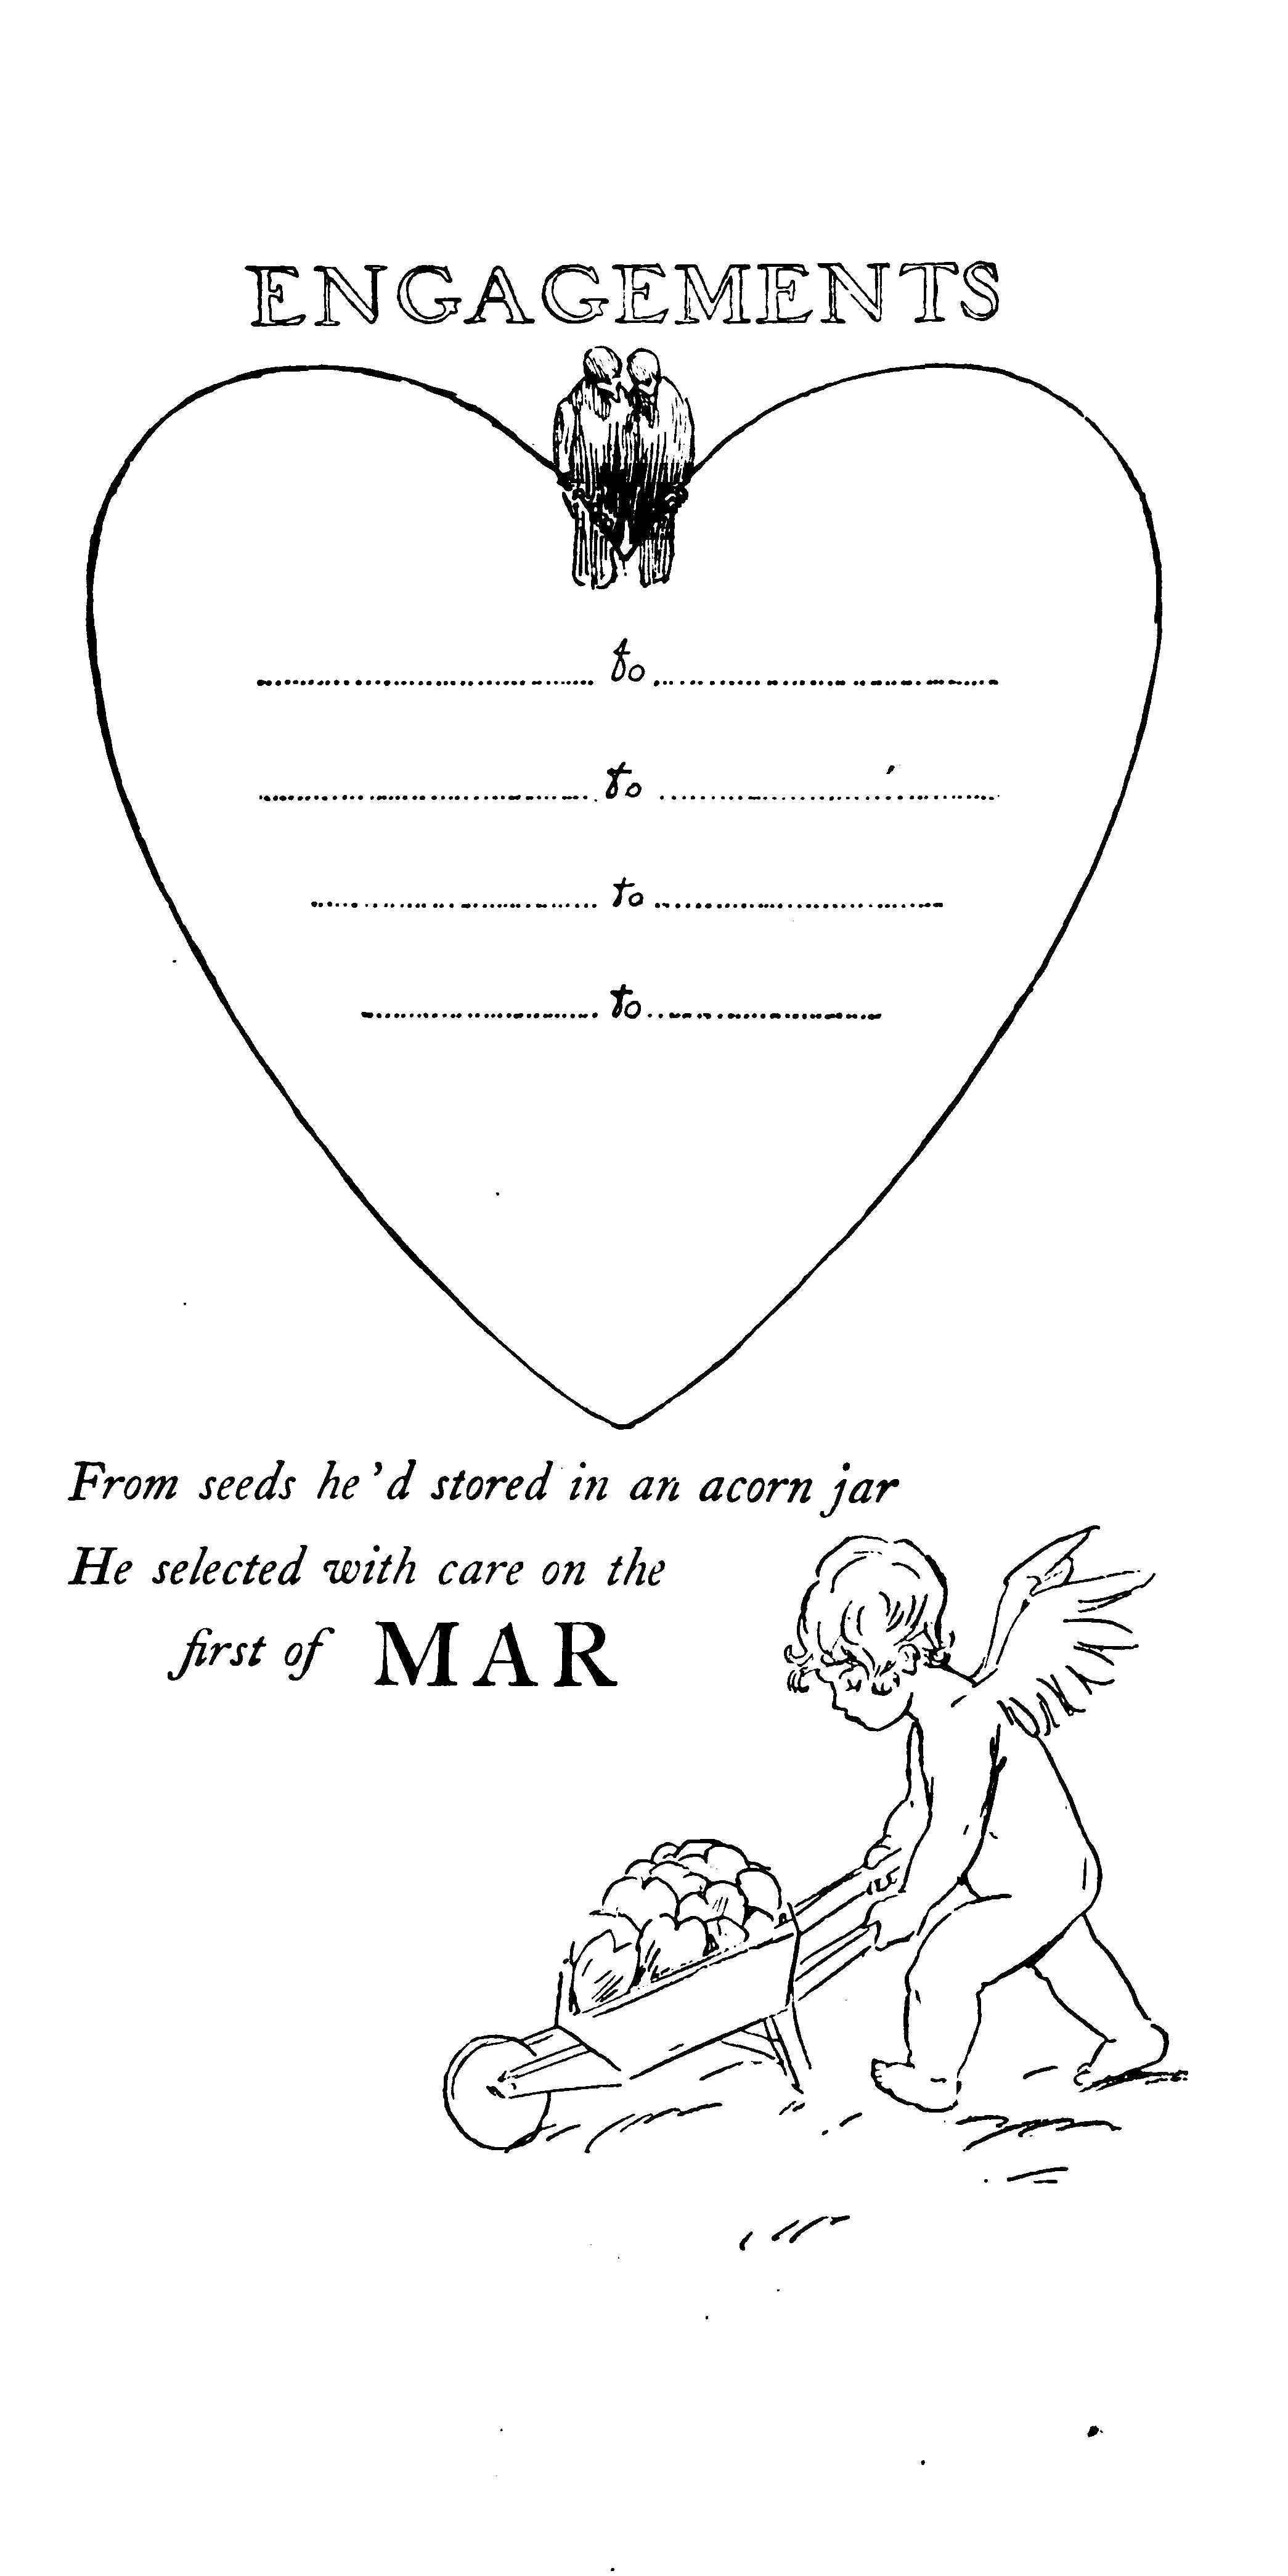 ENGAGEMENTS
to
to
to
to
From seeds he'd stored in an acorn jar
He selected with care on the
first of MAR